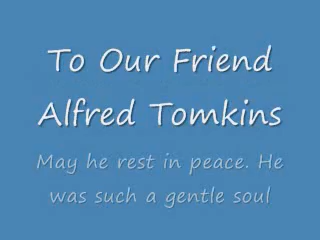 To Our Friend
Alfred Tomkins
May he rest in peace. He
was such a gentle soul